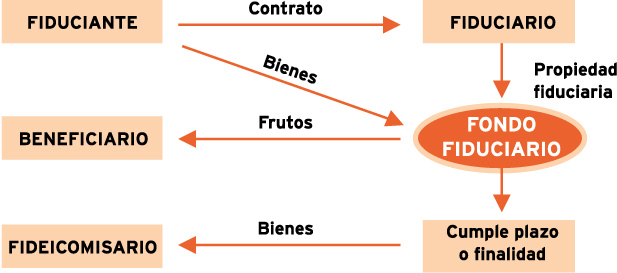 Contrato
FIDUCIANTE
FIDUCIARIO
Bienes
Propiedad
fiduciaria
Frutos
BENEFICIARIO
FONDO
FIDUCIARIO
Bienes
FIDEICOMISARIO
Cumple plazo
o finalidad